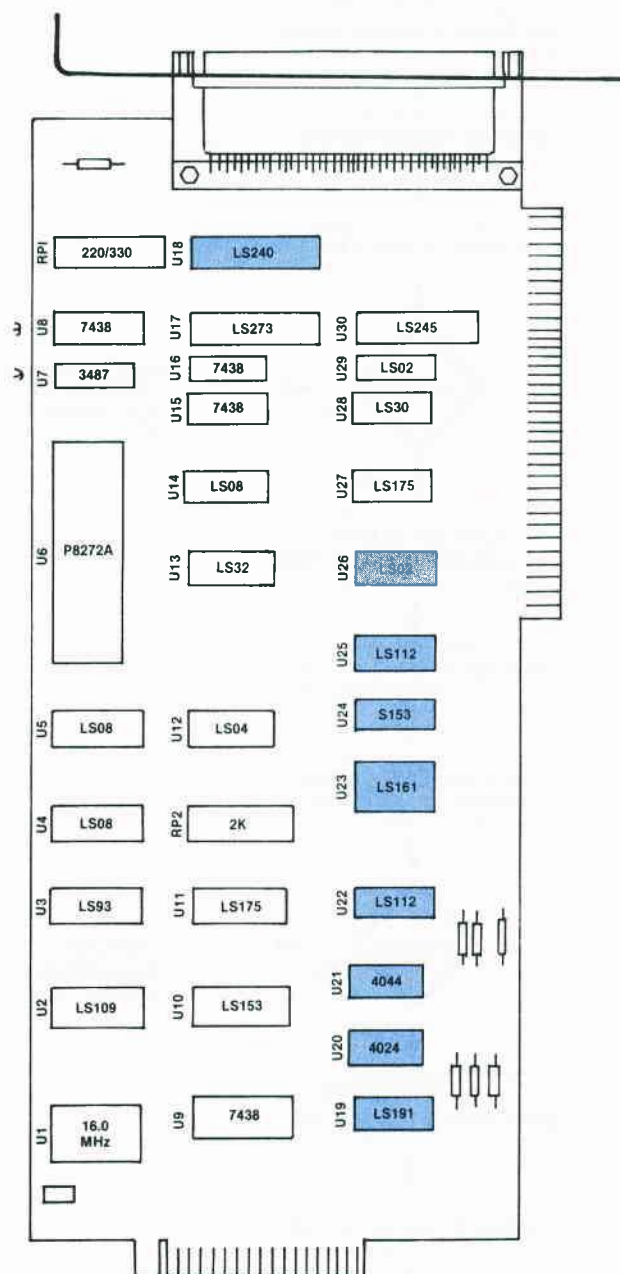 RP1 220/330
U18 LS240
U8 7438
U17 LS273
U30 LS245
U7 3487
U16 7438
U29 LS02
U15 7438
U28 LS30
U14 LS08
U27 LS175
U6 P8272A
U13 LS32
U26
U25 LS112
U5 LS08
U12 LS04
U24 S153
U23 LS161
U4 LS08
RP2 2K
U3 LS93
U11 LS175
U22 LS112
U21 4044
U2 LS109
U10 LS153
U20 4024
U1 16.0
MHz
U9 7438
U19 LS191